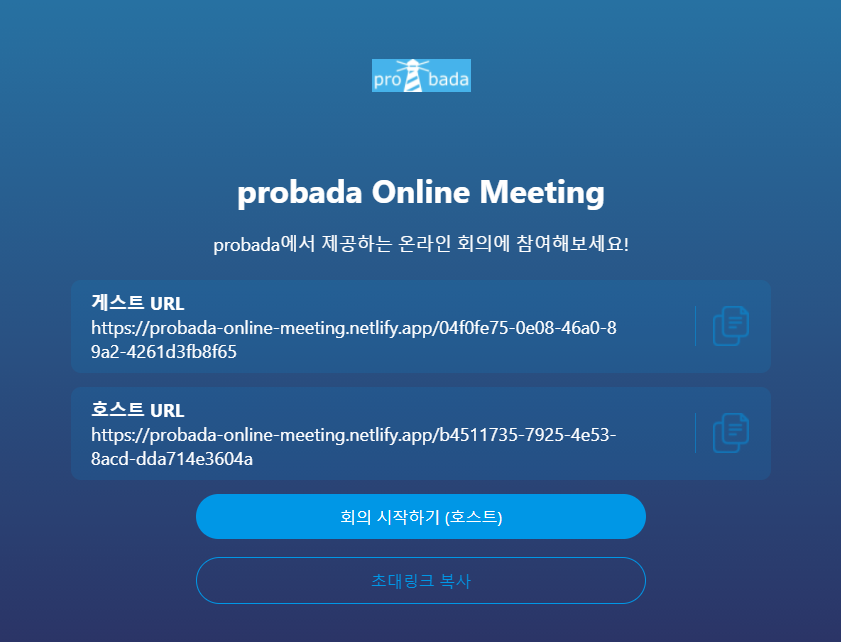 pro bada
probada Online Meeting
probada에서 제공하는 온라인 회의에 참여해보세요!
게스트 URL
https://probada-online-meeting.netlify.app/04f0fe75-0e08-46a0-8
9a2-4261d3fb8f65
호스트 URL
https://probada-online-meeting.netlify.app/b4511735-7925-4e53-
8acd-dda714e3604a
회의 시작하기 (호스트)
초대링크 복사